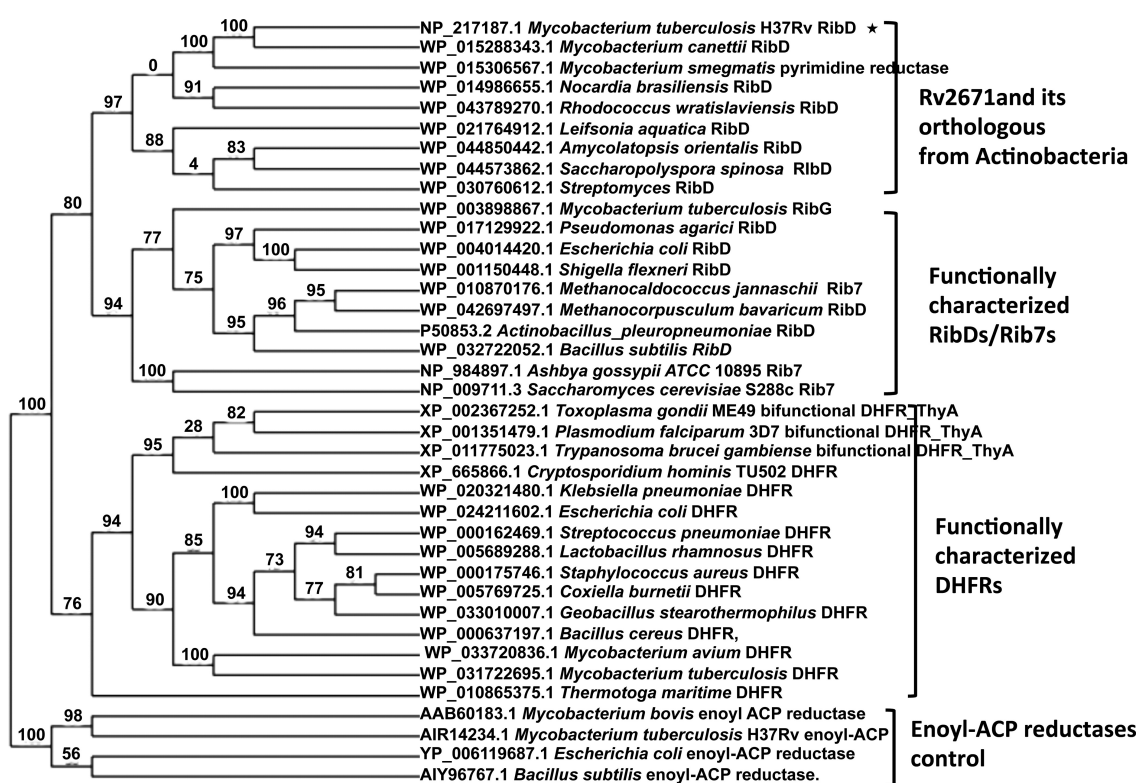 100
NP_217187.1 Mycobacterium tuberculosis H37Rv RibD ★
100
WP_015288343.1 Mycobacterium canettii RibD
0
WP_015306567.1 Mycobacterium smegmatis pyrimidine reductase
91
WP_014986655.1 Nocardia brasiliensis RibD
97
WP_043789270.1 Rhodococcus wratislaviensis RibD
88
WP_021764912.1 Leifsonia aquatica RibD
83
WP_044850442.1 Amycolatopsis orientalis RibD
4
WP_044573862.1 Saccharopolyspora spinosa RIbD
WP_030760612.1 Streptomyces RibD
Rv2671and its
orthologous
from Actinobacteria
80
WP_003898867.1 Mycobacterium tuberculosis RibG
77
97
WP_017129922.1 Pseudomonas agarici RibD
100
WP_004014420.1 Escherichia coli RibD
75
WP_001150448.1 Shigella flexneri RibD
94
96
95
WP_010870176.1 Methanocaldococcus jannaschii Rib7
WP_042697497.1 Methanocorpusculum bavaricum RibD
95
P50853.2 Actinobacillus_pleuropneumoniae RibD
WP_032722052.1 Bacillus subtilis RibD
100
NP_984897.1 Ashbya gossypii ATCC 10895 Rib7
NP_009711.3 Saccharomyces cerevisiae S288c Rib7
Functionally
characterized
RibDs/Rib7s
100
82
XP_002367252.1 Toxoplasma gondii ME49 bifunctional DHFR_ThyA
28
XP_001351479.1 Plasmodium falciparum 3D7 bifunctional DHFR_ThyA
95
XP_011775023.1 Trypanosoma brucei gambiense bifunctional DHFR_ThyA
XP_665866.1 Cryptosporidium hominis TU502 DHFR
100
WP_020321480.1 Klebsiella pneumoniae DHFR
94
WP_024211602.1 Escherichia coli DHFR
85
94
WP_000162469.1 Streptococcus pneumoniae DHFR
73
WP_005689288.1 Lactobacillus rhamnosus DHFR
81
WP_000175746.1 Staphylococcus aureus DHFR
76
90
94
77
WP_005769725.1 Coxiella burnetii DHFR
WP_033010007.1 Geobacillus stearothermophilus DHFR
WP_000637197.1 Bacillus cereus DHFR,
100
WP_033720836.1 Mycobacterium avium DHFR
WP_031722695.1 Mycobacterium tuberculosis DHFR
WP_010865375.1 Thermotoga maritime DHFR
Functionally
characterized
DHFRs
98
AAB60183.1 Mycobacterium bovis enoyl ACP reductase
100
AIR14234.1 Mycobacterium tuberculosis H37Rv enoyl-ACP
56
YP_006119687.1 Escherichia coli enoyl-ACP reductase
AIY96767.1 Bacillus subtilis enoyl-ACP reductase.
Enoyl-ACP reductases
control